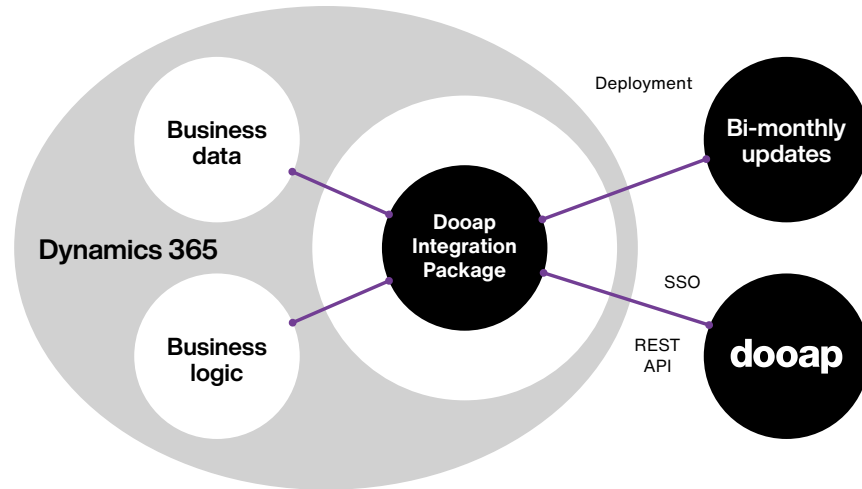 Deployment
Bi-monthly
updates
Business
data
Dooap
Integration
Package
Dynamics 365
SSO
REST
API
dooap
Business
logic